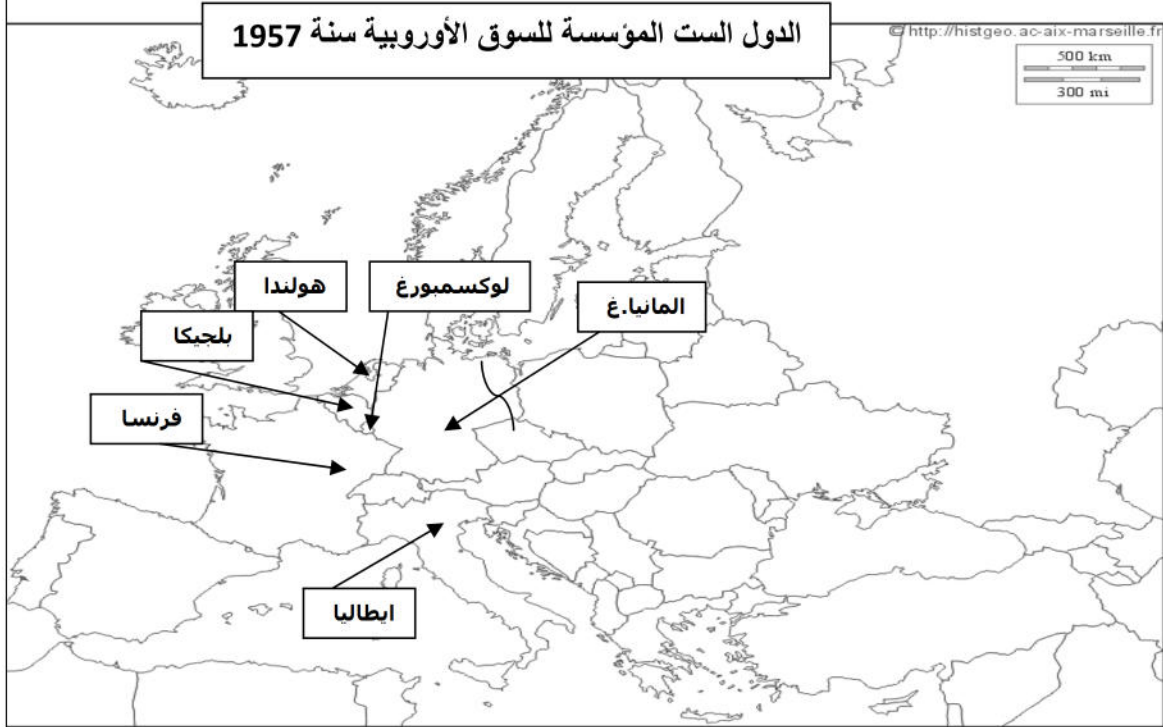 الدول الست المؤسسة للسوق الأوروبية سنة 1957
© http://histgeo.ac-aix-marseille.fr
500 km
300 mi
هولندا
لوكسمبورغ
المانيا.غ
بلجيكا
فرنسا
ايطاليا